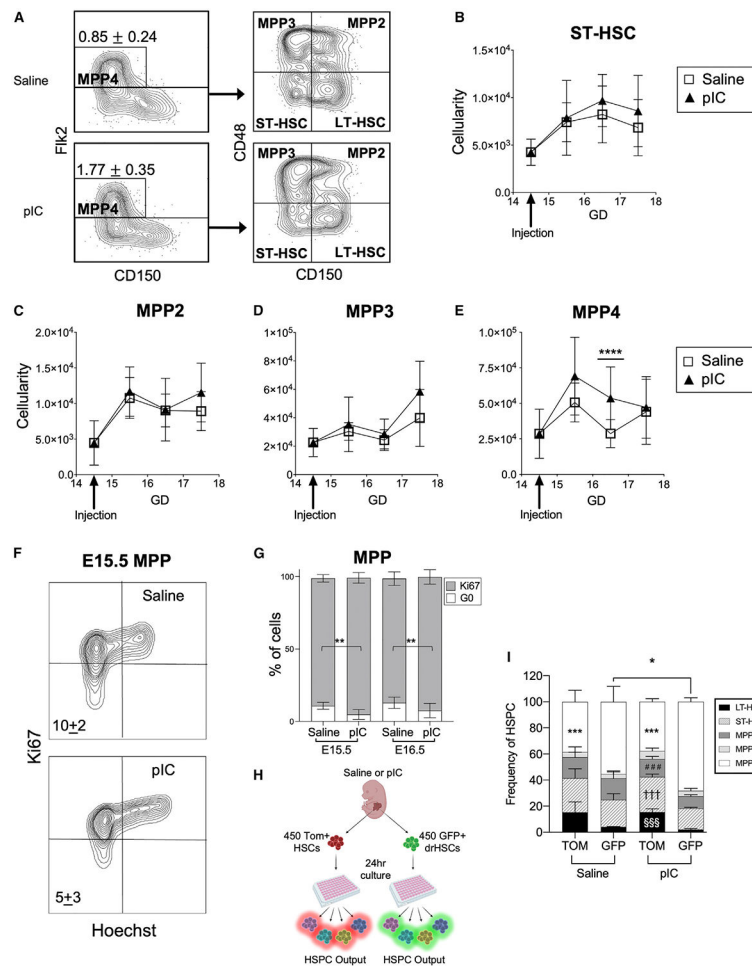 A
0.85 ± 0.24
MPP4
Saline
Flk2
MPP3 MPP2
ST-HSC LT-HSC
CD48
1.77 ± 0.35
MPP4
pIC
MPP3 MPP2
ST-HSC LT-HSC
CD150 CD150
B
ST-HSC
1.5×10⁴
1.0×10⁴
5.0×10³
0.0
Cellularity
14 15 16 17 18
GD
Injection
Saline
pIC
C
MPP2
2.0×10⁴
1.5×10⁴
1.0×10⁴
5.0×10³
0.0
Cellularity
14 15 16 17 18
GD
Injection
D
MPP3
1×10⁵
8×10⁴
6×10⁴
4×10⁴
2×10⁴
0
14 15 16 17 18
GD
Injection
E
MPP4
1.0×10⁵
7.5×10⁴
5.0×10⁴
2.5×10⁴
0.0
****
14 15 16 17 18
GD
Injection
Saline
pIC
F
E15.5 MPP
Saline
10±2
pIC
5±3
Ki67
Hoechst
G
MPP
100
50
0
% of cells
** **
Saline pIC Saline pIC
E15.5 E16.5
Ki67
G0
H
Saline or pIC
450 Tom+
HSCs
450 GFP+
drHSCs
24hr
culture
HSPC Output HSPC Output
I
120
100
80
60
40
20
0
Frequency of HSPC
*
*** ***
###
†††
§§§
TOM GFP TOM GFP
Saline pIC
LT-H
ST-H
MPP
MPP
MPP